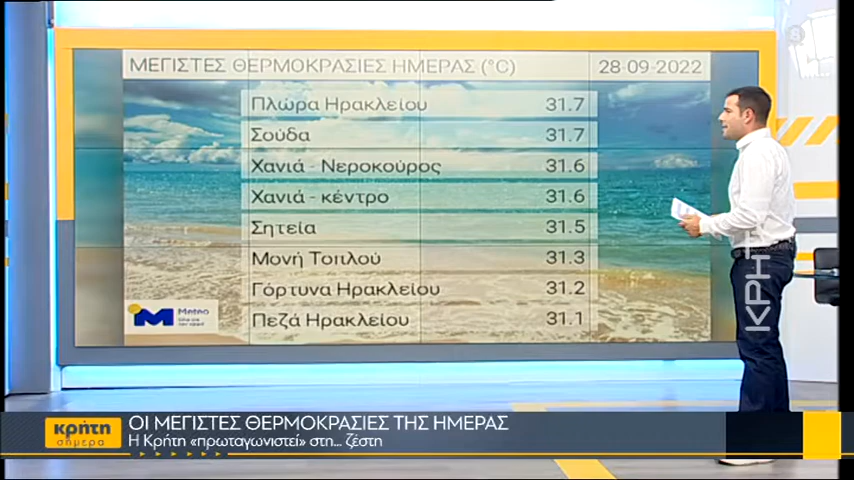 ΜΕΓΙΣΤΕΣ ΘΕΡΜΟΚΡΑΣΙΕΣ ΗΜΕΡΑΣ (°C) 28-09-2022
Πλώρα Ηρακλείου 31.7
Σούδα 31.7
Χανιά - Νεροκούρος 31.6
Χανιά - κέντρο 31.6
Σητεία 31.5
Μονή Τοπλού 31.3
Γόρτυνα Ηρακλείου 31.2
Πεζά Ηρακλείου 31.1
M Meteo
ΚΡΗΤΗ
κρήτη
σήμερα
ΟΙ ΜΕΓΙΣΤΕΣ ΘΕΡΜΟΚΡΑΣΙΕΣ ΤΗΣ ΗΜΕΡΑΣ
Η Κρήτη «πρωταγωνιστεί» στη... ζέστη